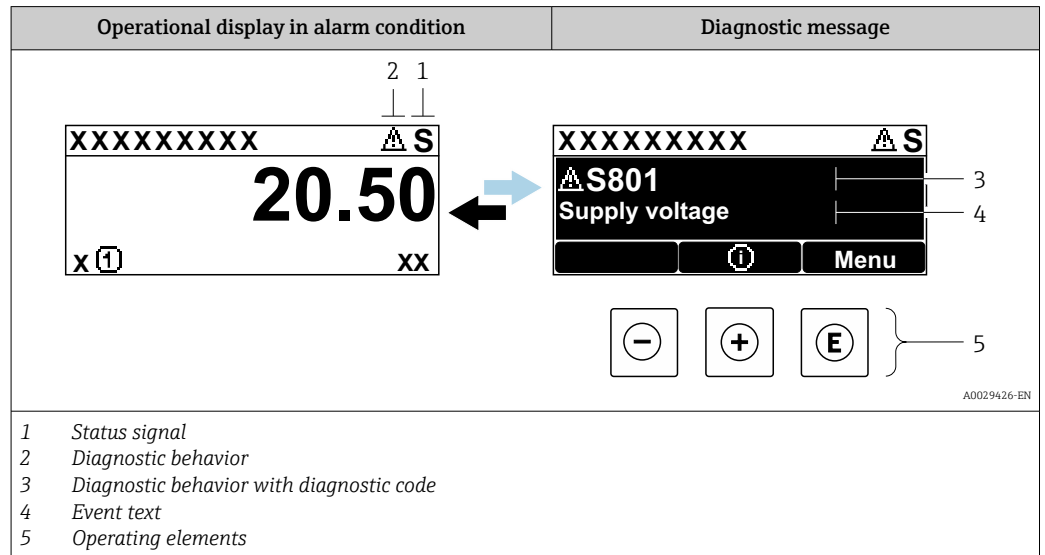 Operational display in alarm condition Diagnostic message
2 1
XXXXXXXXX S XXXXXXXXX S
20.50 S801 3
Supply voltage 4
X 1 XX i Menu
- + E 5
A0029426-EN
1 Status signal
2 Diagnostic behavior
3 Diagnostic behavior with diagnostic code
4 Event text
5 Operating elements